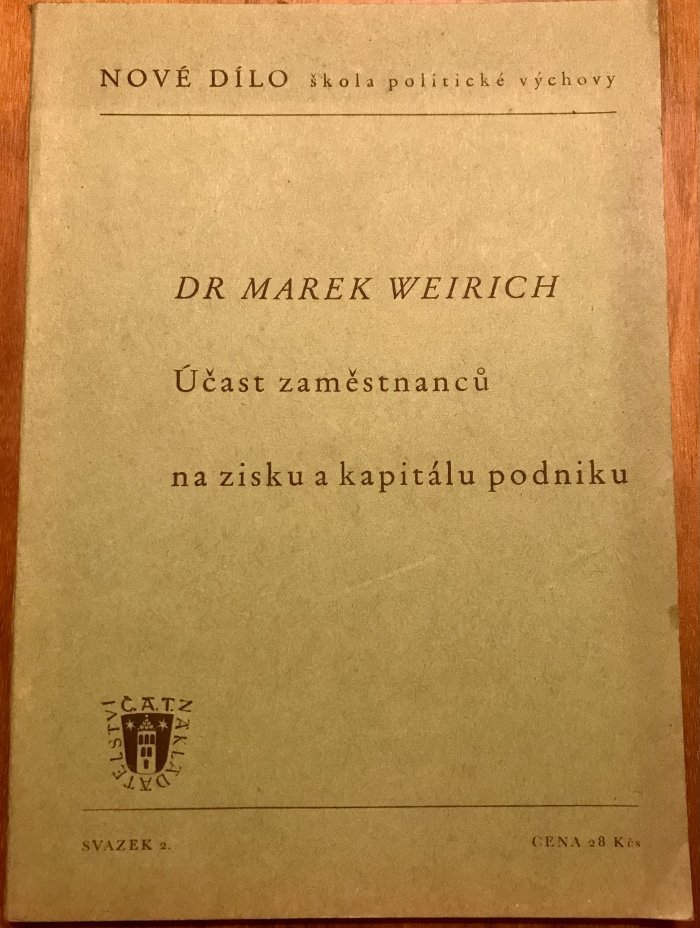 NOVÉ DÍLO škola politické výchovy
DR MAREK WEIRICH
Účast zaměstnanců
na zisku a kapitálu podniku
Č.A.T.
NAKLADATELSTVÍ
SVAZEK 2.
CENA 28 Kčs